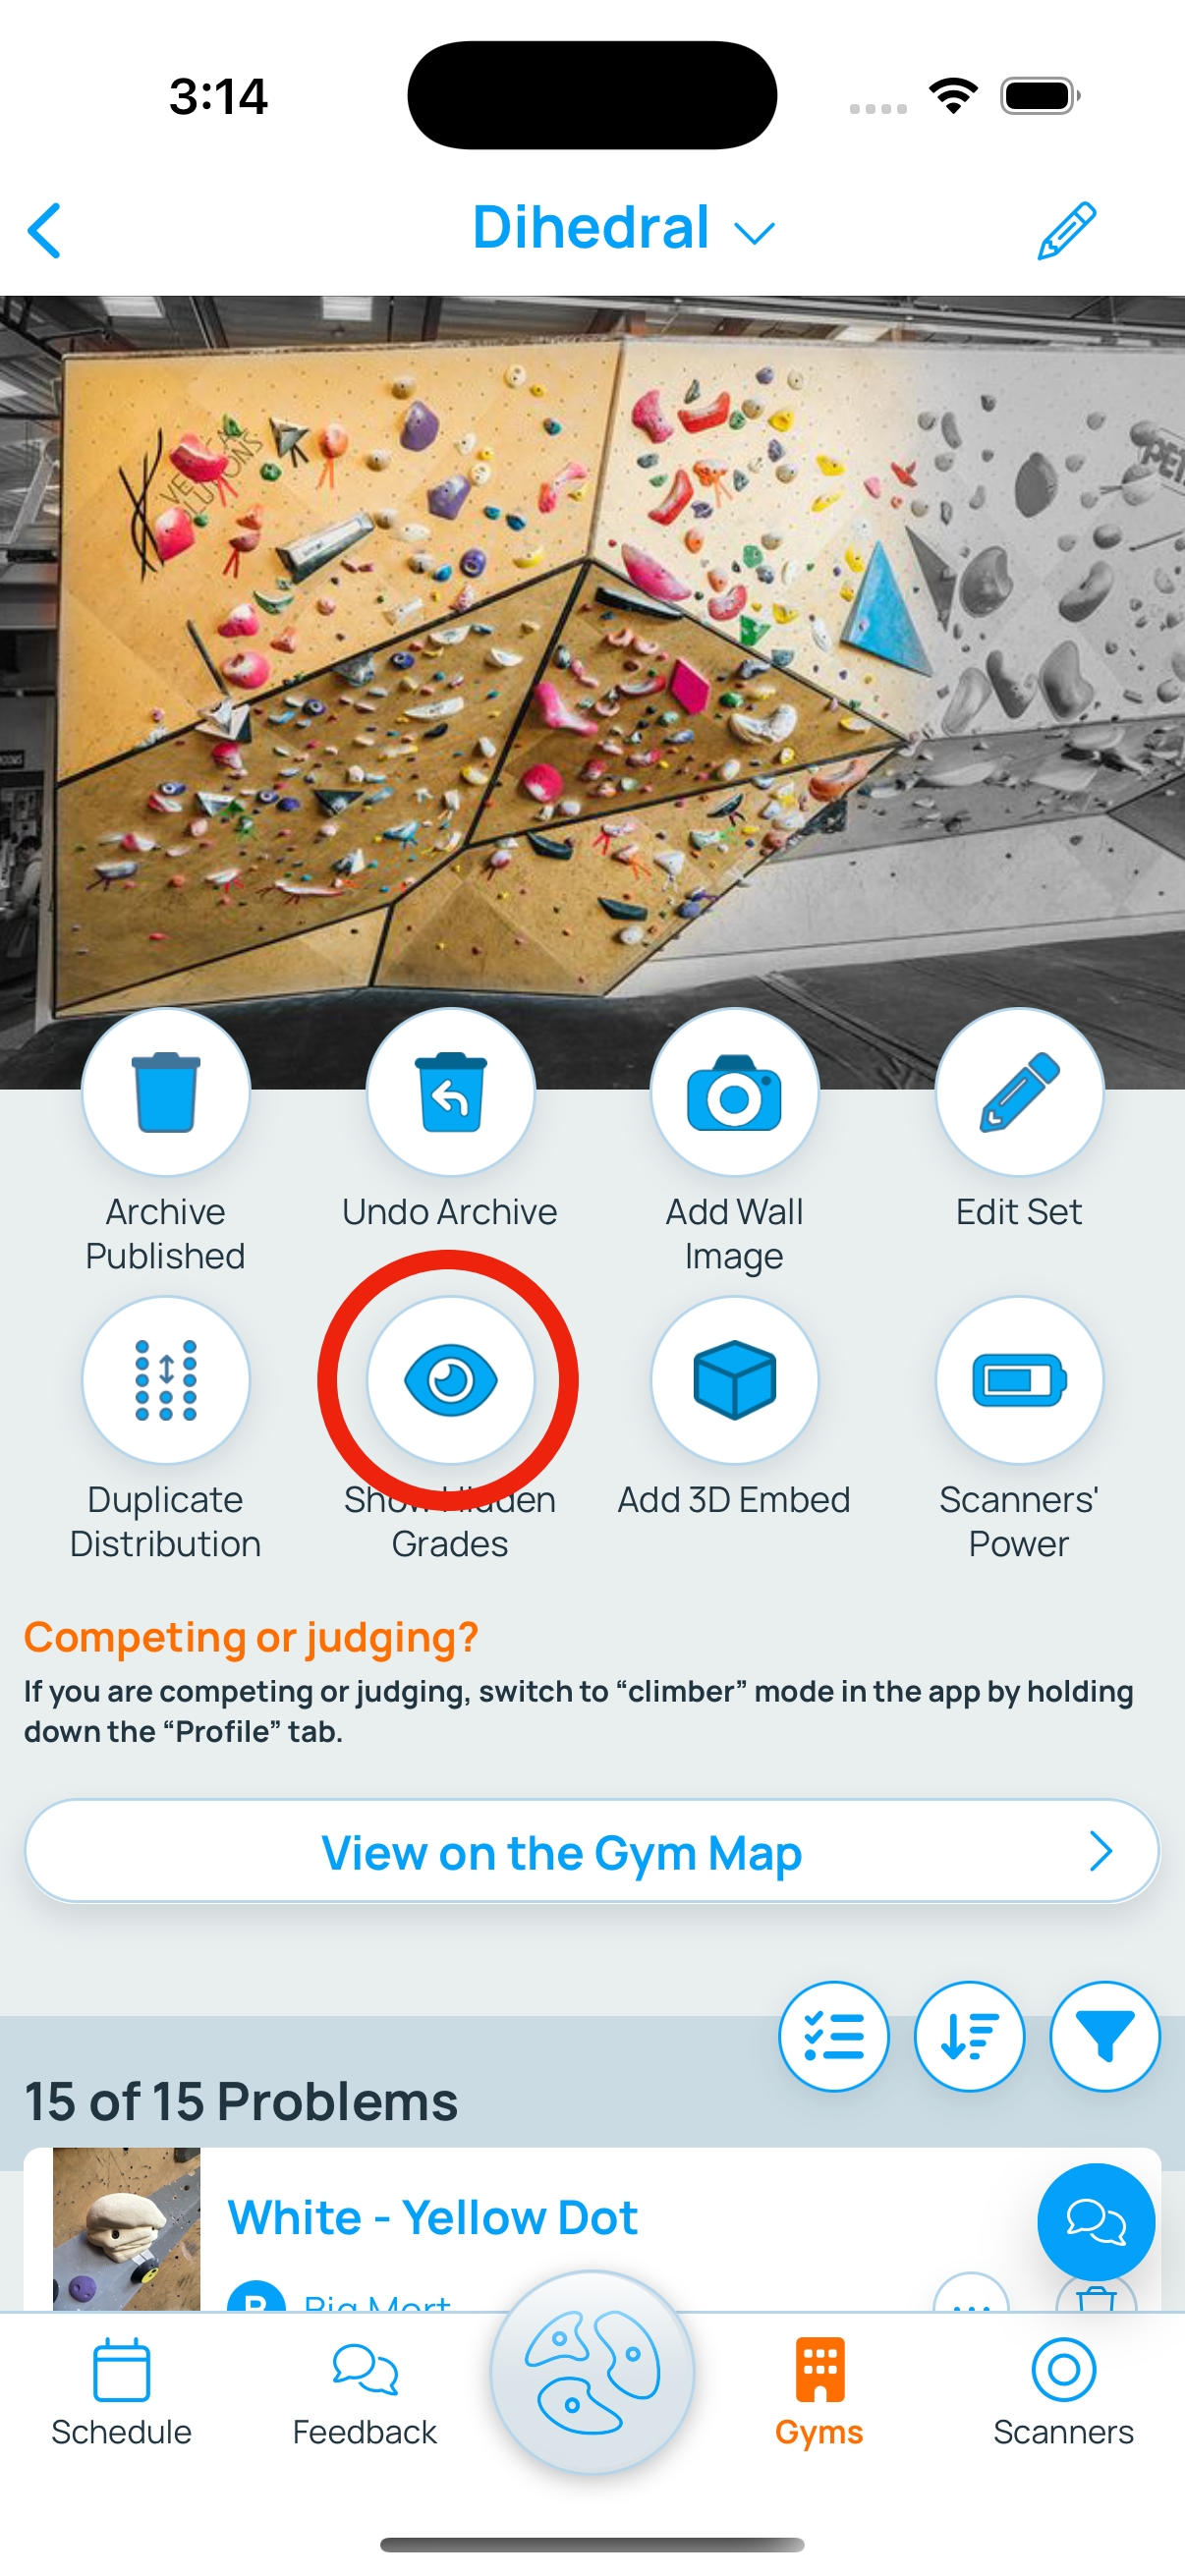 3:14
Dihedral
Archive
Published
Undo Archive
Add Wall
Image
Edit Set
Duplicate
Distribution
Show Hidden
Grades
Add 3D Embed
Scanners'
Power
Competing or judging?
If you are competing or judging, switch to “climber” mode in the app by holding
down the “Profile” tab.
View on the Gym Map
15 of 15 Problems
White - Yellow Dot
B Big Mort
Schedule
Feedback
Gyms
Scanners